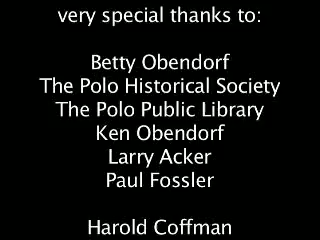 very special thanks to:
Betty Obendorf
The Polo Historical Society
The Polo Public Library
Ken Obendorf
Larry Acker
Paul Fossler
Harold Coffman